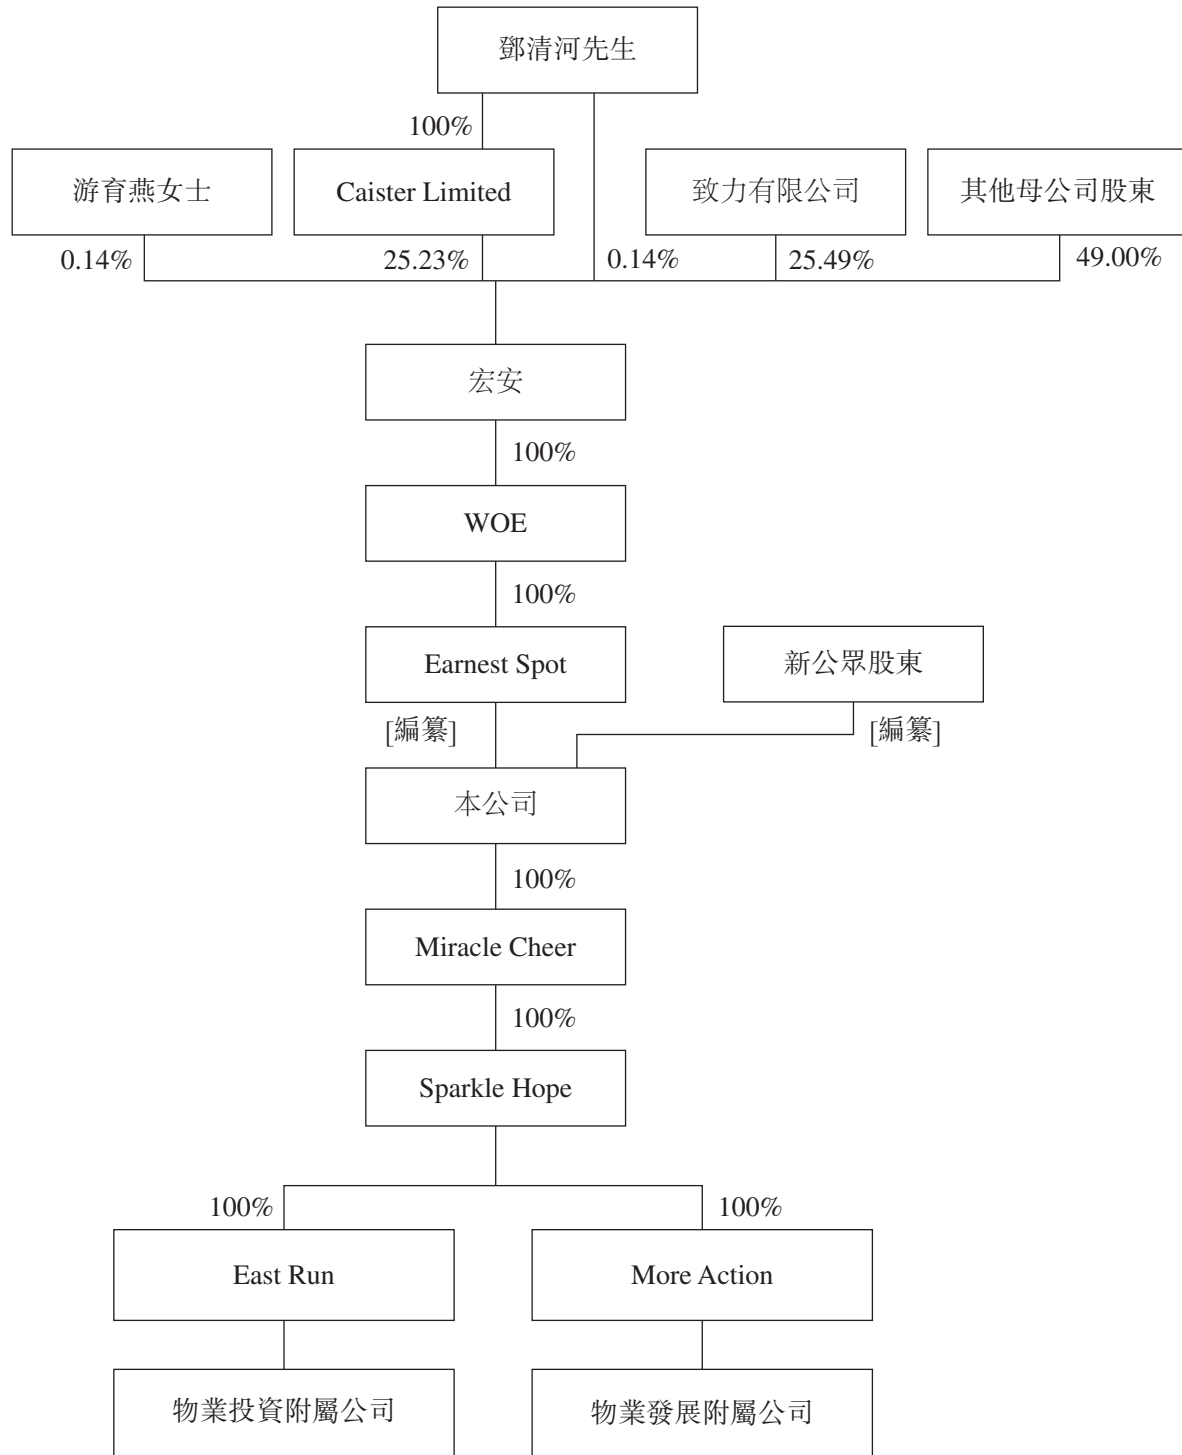 鄧清河先生
100%
游育燕女士
Caister Limited
致力有限公司
其他母公司股東
0.14%
25.23%
0.14%
25.49%
49.00%
宏安
100%
WOE
100%
Earnest Spot
新公眾股東
[編纂]
[編纂]
本公司
100%
Miracle Cheer
100%
Sparkle Hope
100%
100%
East Run
More Action
物業投資附屬公司
物業發展附屬公司